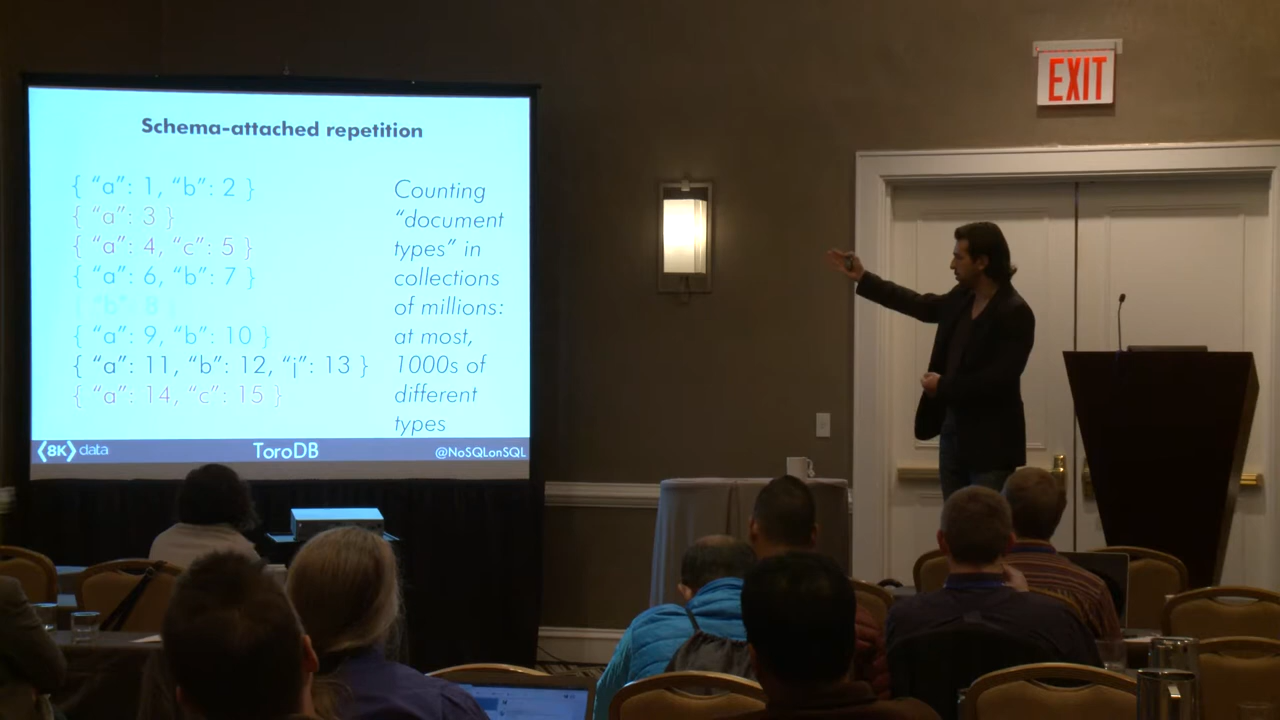 Schema-attached repetition
{ “a”: 1, “b”: 2 }
{ “a”: 3 }
{ “a”: 4, “c”: 5 }
{ “a”: 6, “b”: 7 }
{ “b”: 8 }
{ “a”: 9, “b”: 10 }
{ “a”: 11, “b”: 12, “j”: 13 }
{ “a”: 14, “c”: 15 }
Counting
“document
types” in
collections
of millions:
at most,
1000s of
different
types
⟨8K⟩data
ToroDB
@NoSQLonSQL
EXIT